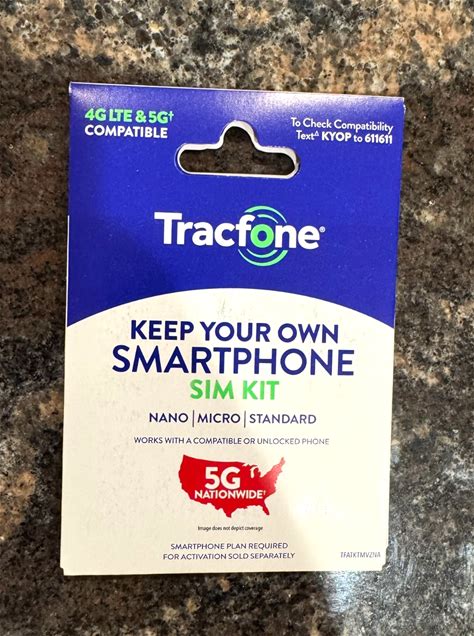 4G LTE & 5G†
COMPATIBLE
To Check Compatibility
Text∆ KYOP to 611611
Tracfone®
KEEP YOUR OWN
SMARTPHONE
SIM KIT
NANO | MICRO | STANDARD
WORKS WITH A COMPATIBLE OR UNLOCKED PHONE
5G
NATIONWIDE†
Image does not depict coverage
SMARTPHONE PLAN REQUIRED
FOR ACTIVATION SOLD SEPARATELY
TFATKTMVZNA